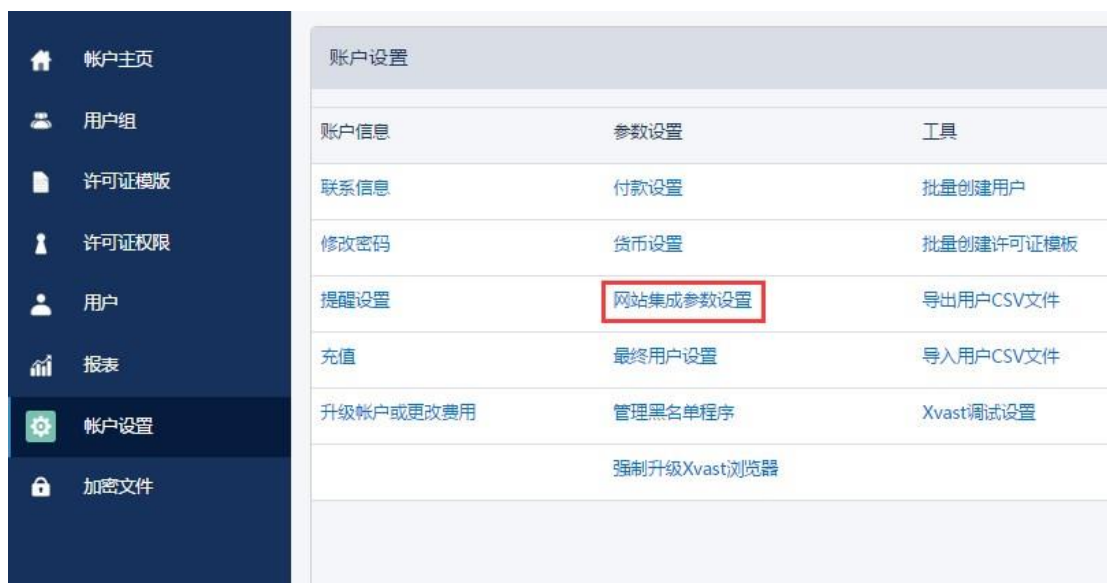 帐户主页
用户组
许可证模版
许可证权限
用户
报表
帐户设置
加密文件
账户设置
账户信息 参数设置 工具
联系信息 付款设置 批量创建用户
修改密码 货币设置 批量创建许可证模板
提醒设置 网站集成参数设置 导出用户CSV文件
充值 最终用户设置 导入用户CSV文件
升级帐户或更改费用 管理黑名单程序 Xvast调试设置
强制升级Xvast浏览器